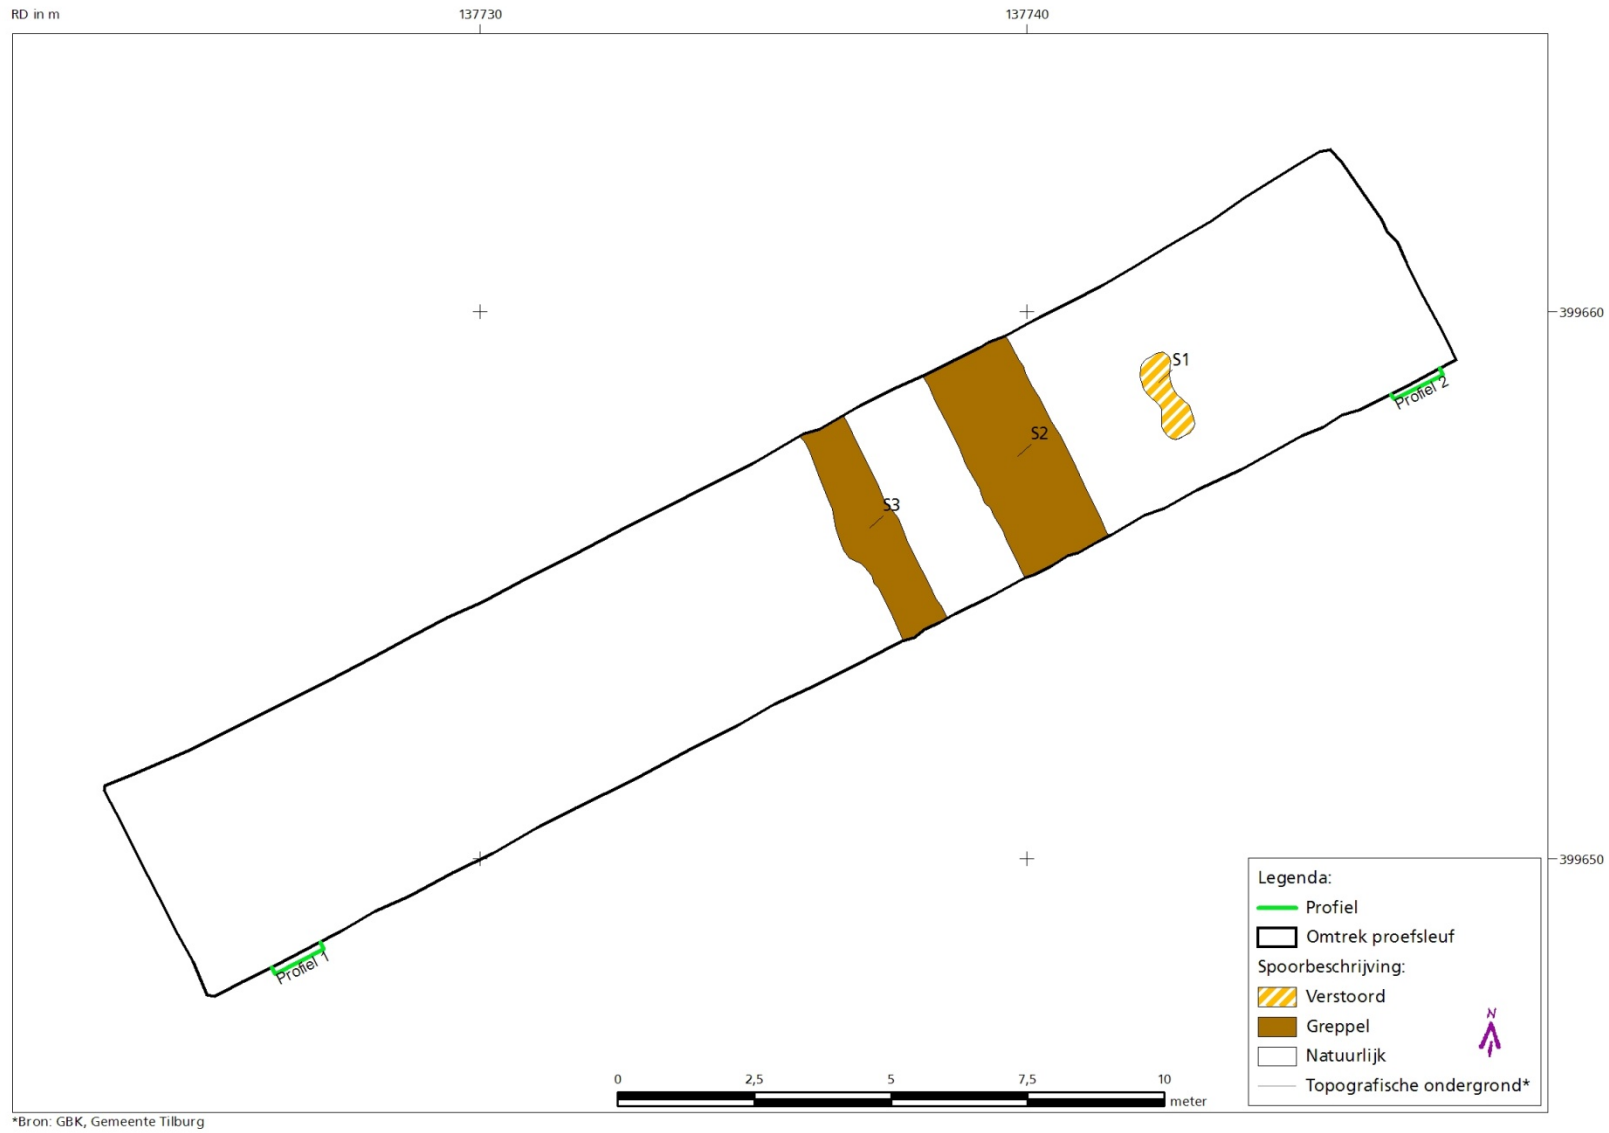 RD in m
137730
137740
399660
S1
Profiel 2
S2
S3
399650
Profiel 1
Legenda:
Profiel
Omtrek proefsleuf
Spoorbeschrijving:
Verstoord
Greppel
Natuurlijk
Topografische ondergrond*
N
0 2,5 5 7,5 10
meter
*Bron: GBK, Gemeente Tilburg